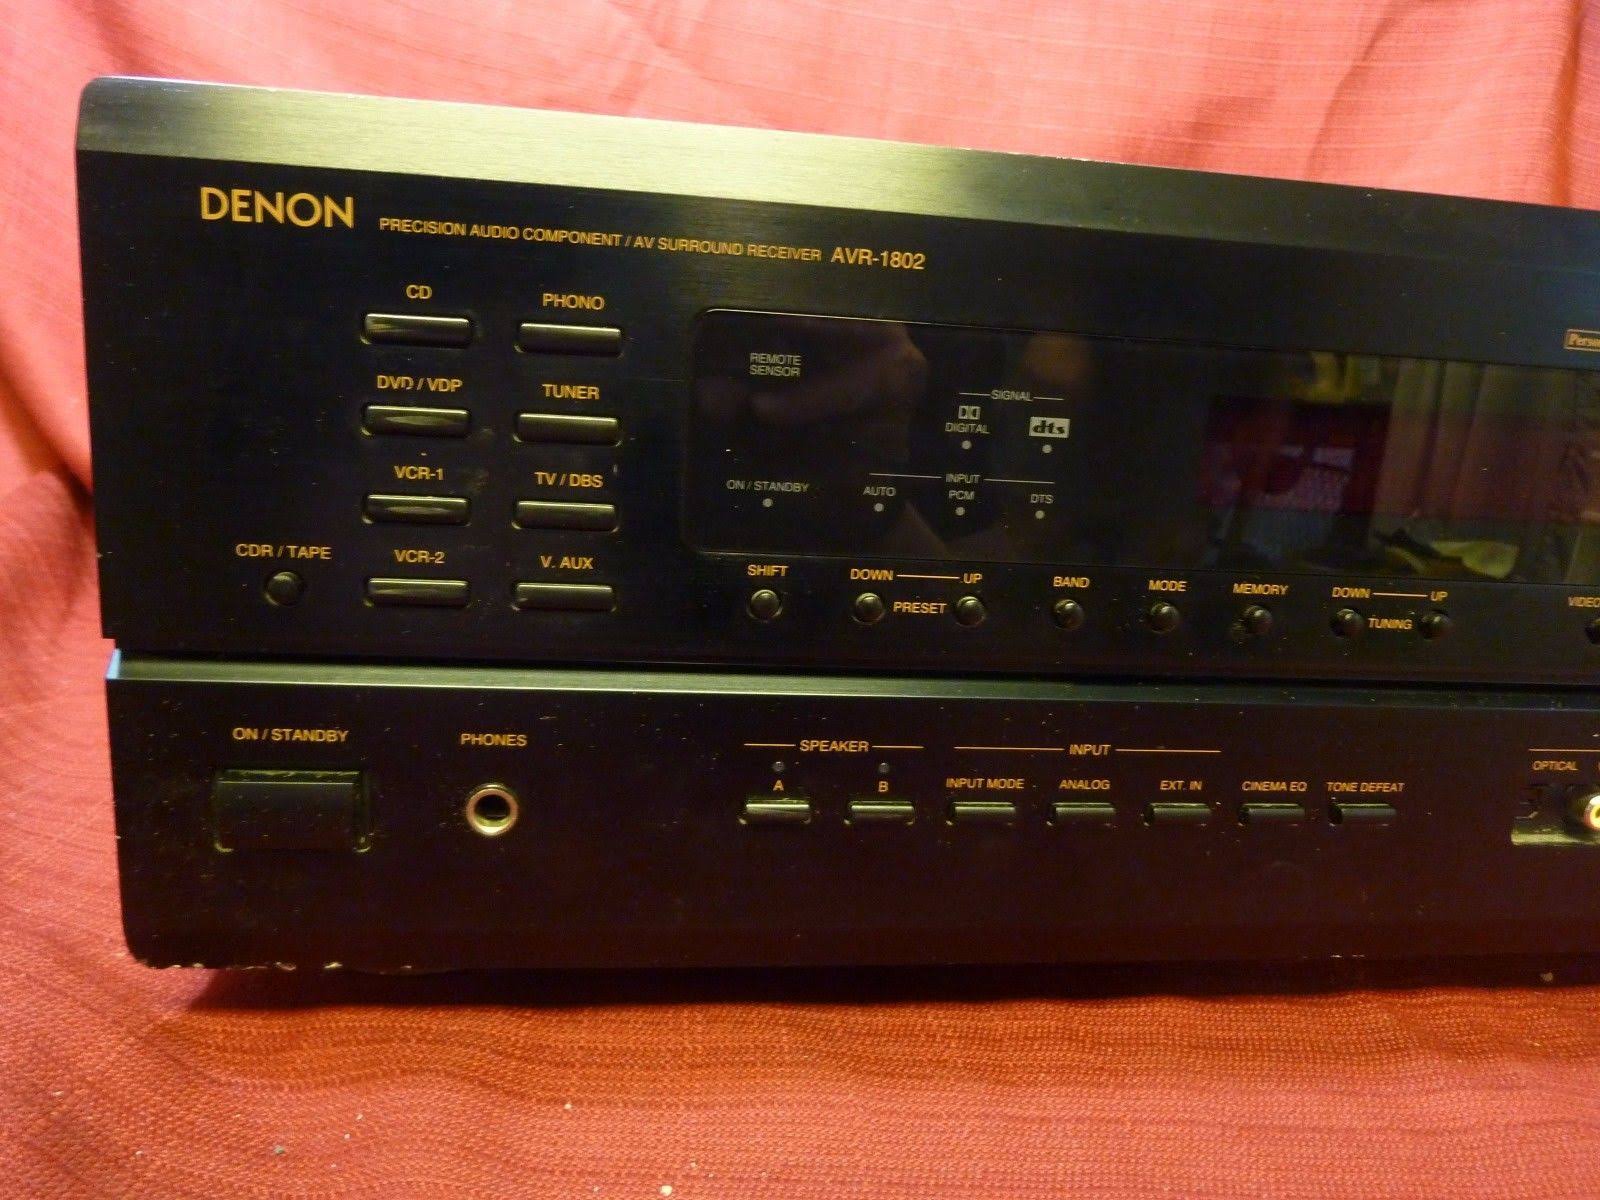 DENON
PRECISION AUDIO COMPONENT / AV SURROUND RECEIVER AVR-1802
CD
PHONO
DVD / VDP
TUNER
VCR-1
TV / DBS
CDR / TAPE
VCR-2
V. AUX
REMOTE
SENSOR
SIGNAL
DIGITAL
dts
ON / STANDBY
INPUT
AUTO
PCM
DTS
SHIFT
DOWN UP
PRESET
BAND
MODE
MEMORY
DOWN UP
TUNING
VIDEO
ON / STANDBY
PHONES
SPEAKER
A
B
INPUT
INPUT MODE
ANALOG
EXT. IN
CINEMA EQ
TONE DEFEAT
OPTICAL